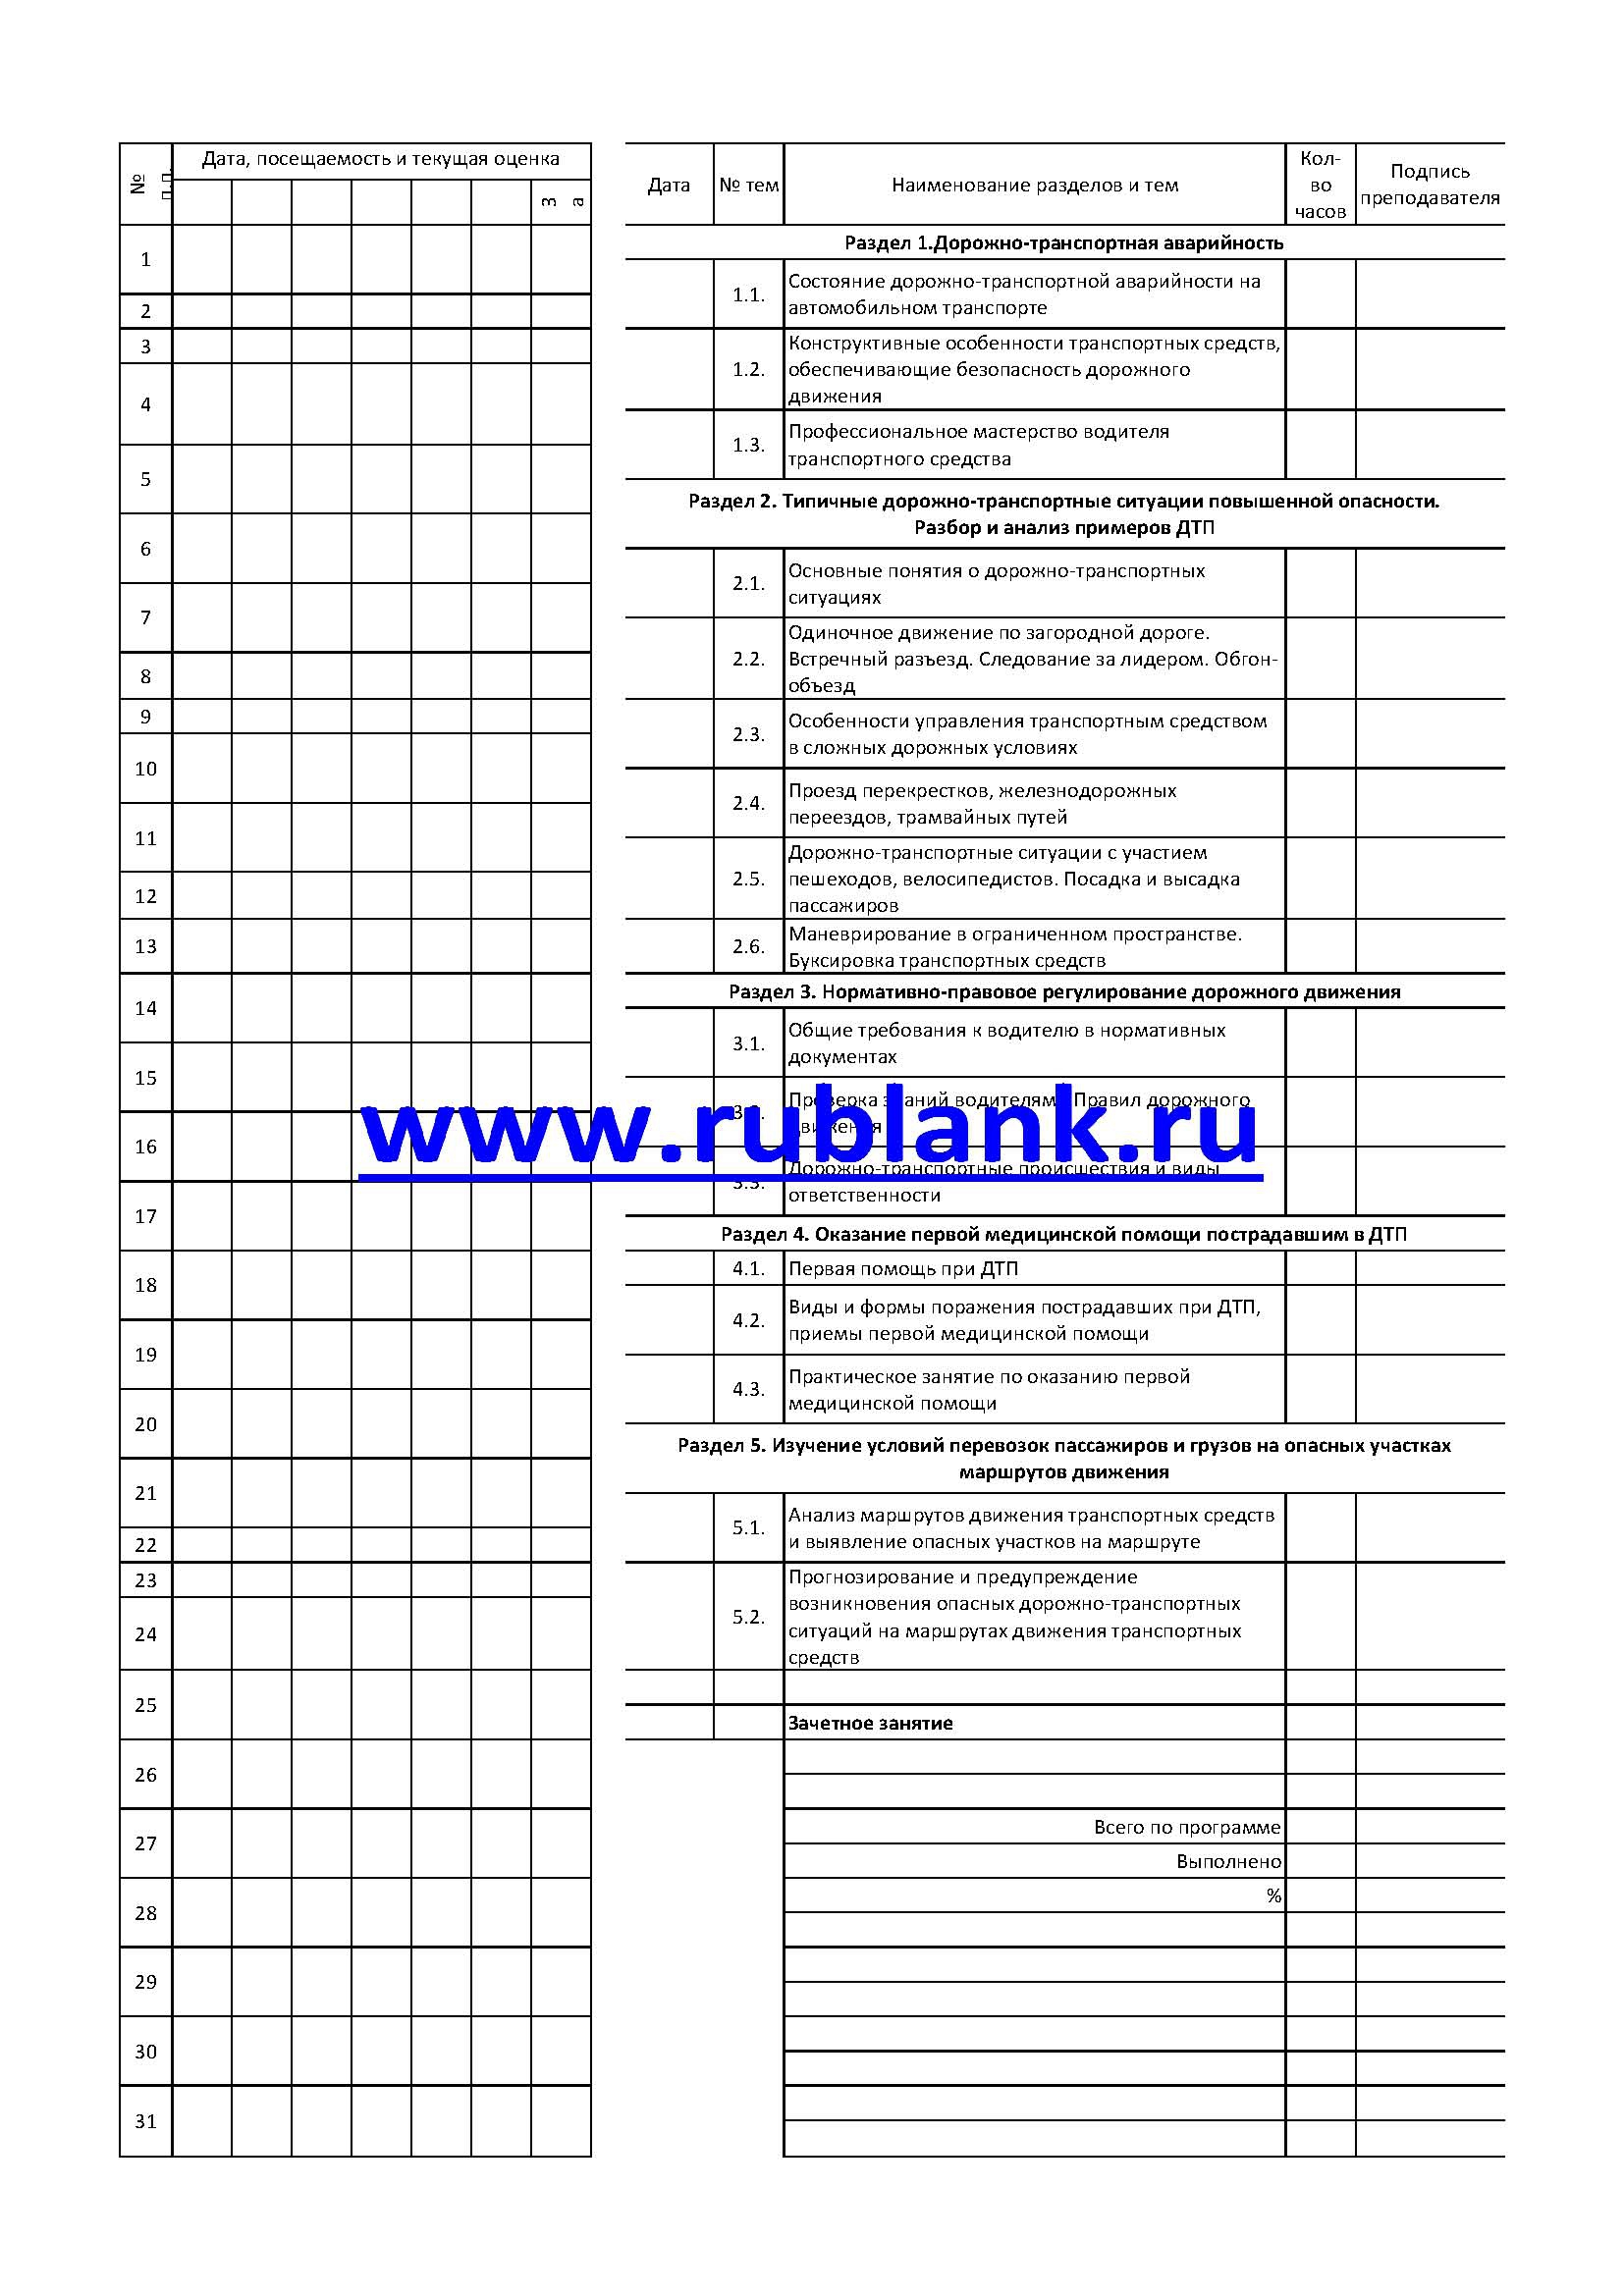 №
п.п.
Дата, посещаемость и текущая оценка
З
а
1
2
3
4
5
6
7
8
9
10
11
12
13
14
15
16
17
18
19
20
21
22
23
24
25
26
27
28
29
30
31
Дата
№ тем
Наименование разделов и тем
Кол-
во
часов
Подпись
преподавателя
Раздел 1.Дорожно-транспортная аварийность
1.1.
Состояние дорожно-транспортной аварийности на
автомобильном транспорте
1.2.
Конструктивные особенности транспортных средств,
обеспечивающие безопасность дорожного
движения
1.3.
Профессиональное мастерство водителя
транспортного средства
Раздел 2. Типичные дорожно-транспортные ситуации повышенной опасности.
Разбор и анализ примеров ДТП
2.1.
Основные понятия о дорожно-транспортных
ситуациях
2.2.
Одиночное движение по загородной дороге.
Встречный разъезд. Следование за лидером. Обгон-
объезд
2.3.
Особенности управления транспортным средством
в сложных дорожных условиях
2.4.
Проезд перекрестков, железнодорожных
переездов, трамвайных путей
2.5.
Дорожно-транспортные ситуации с участием
пешеходов, велосипедистов. Посадка и высадка
пассажиров
2.6.
Маневрирование в ограниченном пространстве.
Буксировка транспортных средств
Раздел 3. Нормативно-правовое регулирование дорожного движения
3.1.
Общие требования к водителю в нормативных
документах
3.2.
Проверка знаний водителями Правил дорожного
движения
www.rublank.ru
3.3.
Дорожно-транспортные происшествия и виды
ответственности
Раздел 4. Оказание первой медицинской помощи пострадавшим в ДТП
4.1.
Первая помощь при ДТП
4.2.
Виды и формы поражения пострадавших при ДТП,
приемы первой медицинской помощи
4.3.
Практическое занятие по оказанию первой
медицинской помощи
Раздел 5. Изучение условий перевозок пассажиров и грузов на опасных участках
маршрутов движения
5.1.
Анализ маршрутов движения транспортных средств
и выявление опасных участков на маршруте
5.2.
Прогнозирование и предупреждение
возникновения опасных дорожно-транспортных
ситуаций на маршрутах движения транспортных
средств
Зачетное занятие
Всего по программе
Выполнено
%